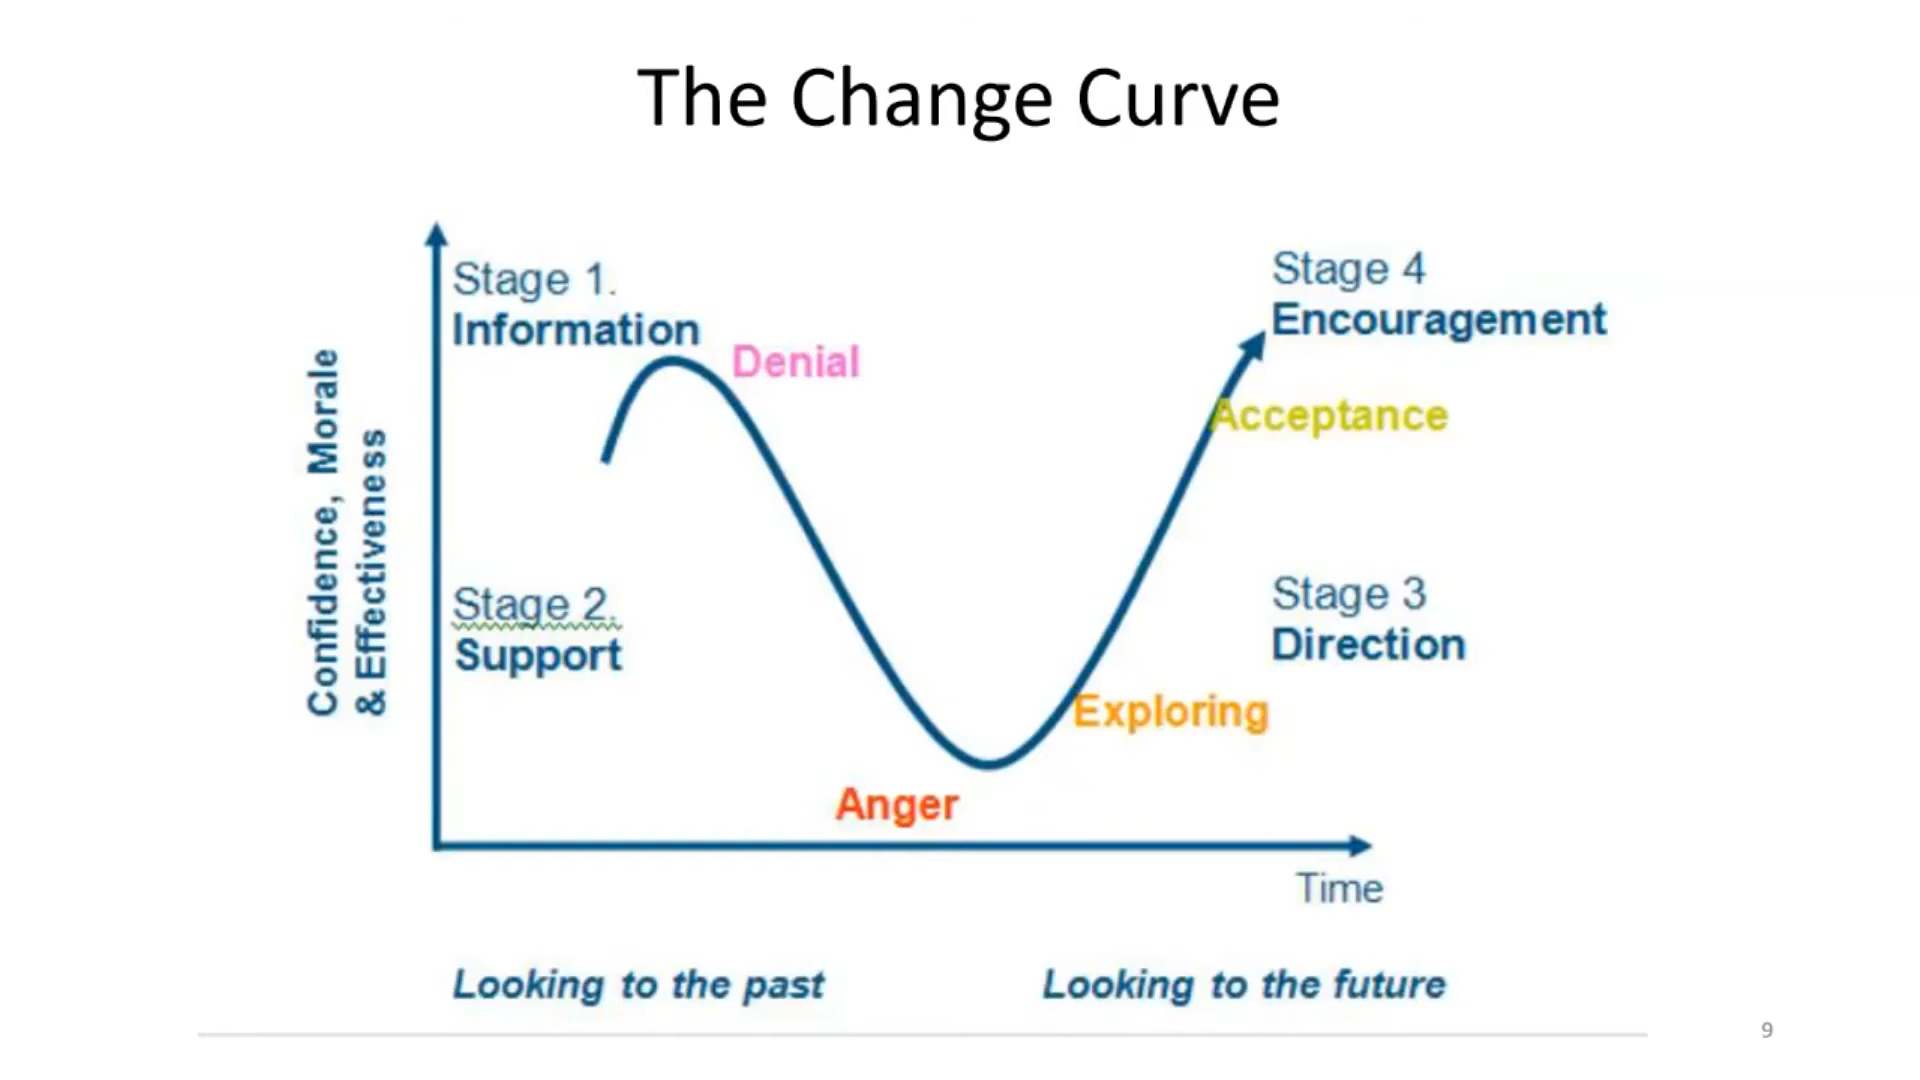 The Change Curve
Stage 1.
Information
Denial
Stage 4
Encouragement
Acceptance
Confidence, Morale
& Effectiveness
Stage 2.
Support
Stage 3
Direction
Exploring
Anger
Time
Looking to the past
Looking to the future
9